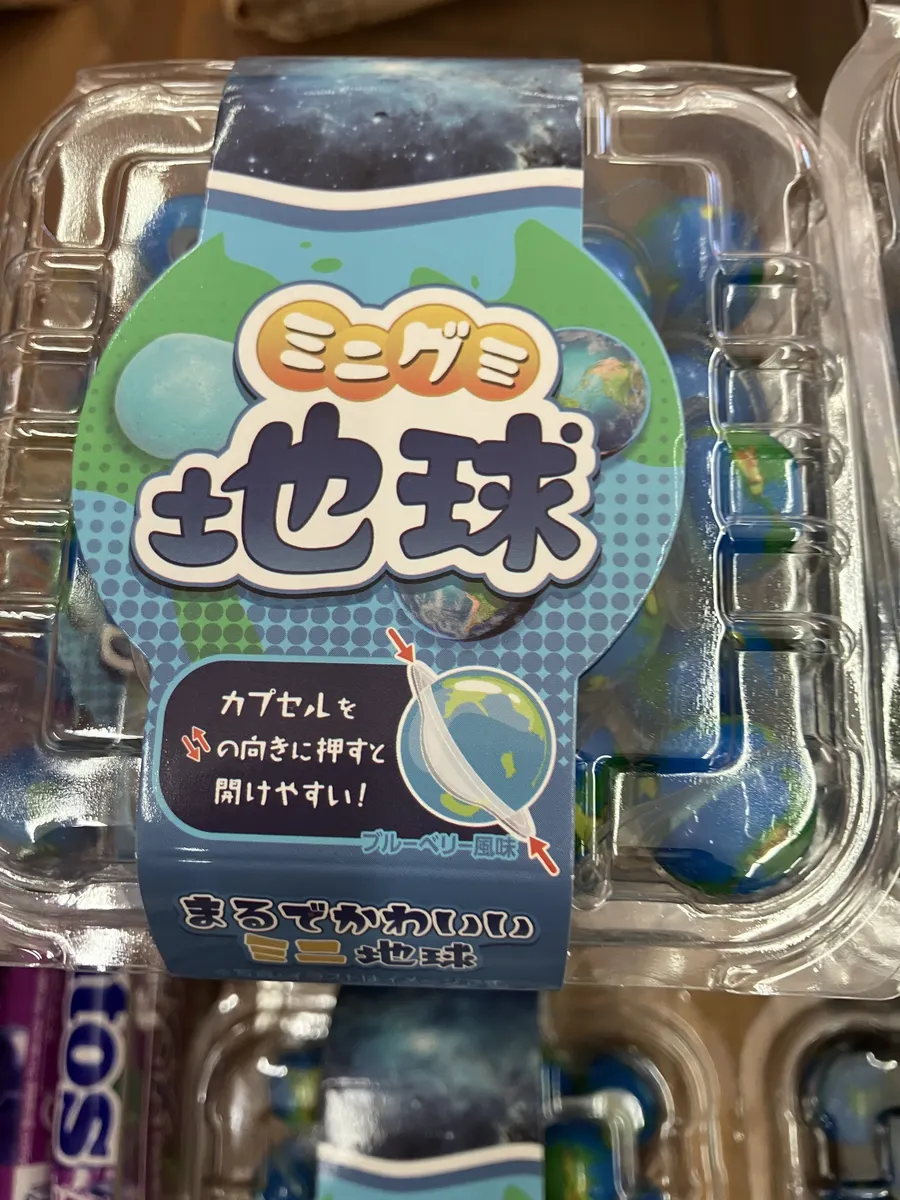 ミニグミ
地球
カプセルを
の向きに押すと
開けやすい!
ブルーベリー風味
まるでかわいい
ミニ地球
tos